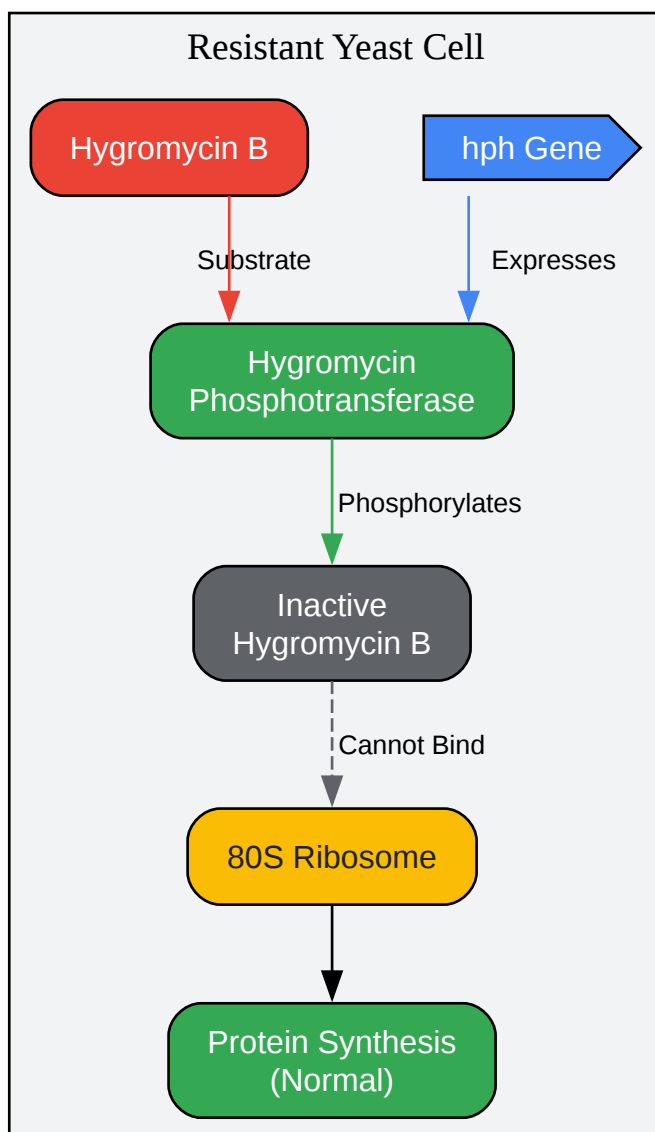 Resistant Yeast Cell
Hygromycin B
hph Gene
Substrate
Expresses
Hygromycin
Phosphotransferase
Phosphorylates
Inactive
Hygromycin B
Cannot Bind
80S Ribosome
Protein Synthesis
(Normal)